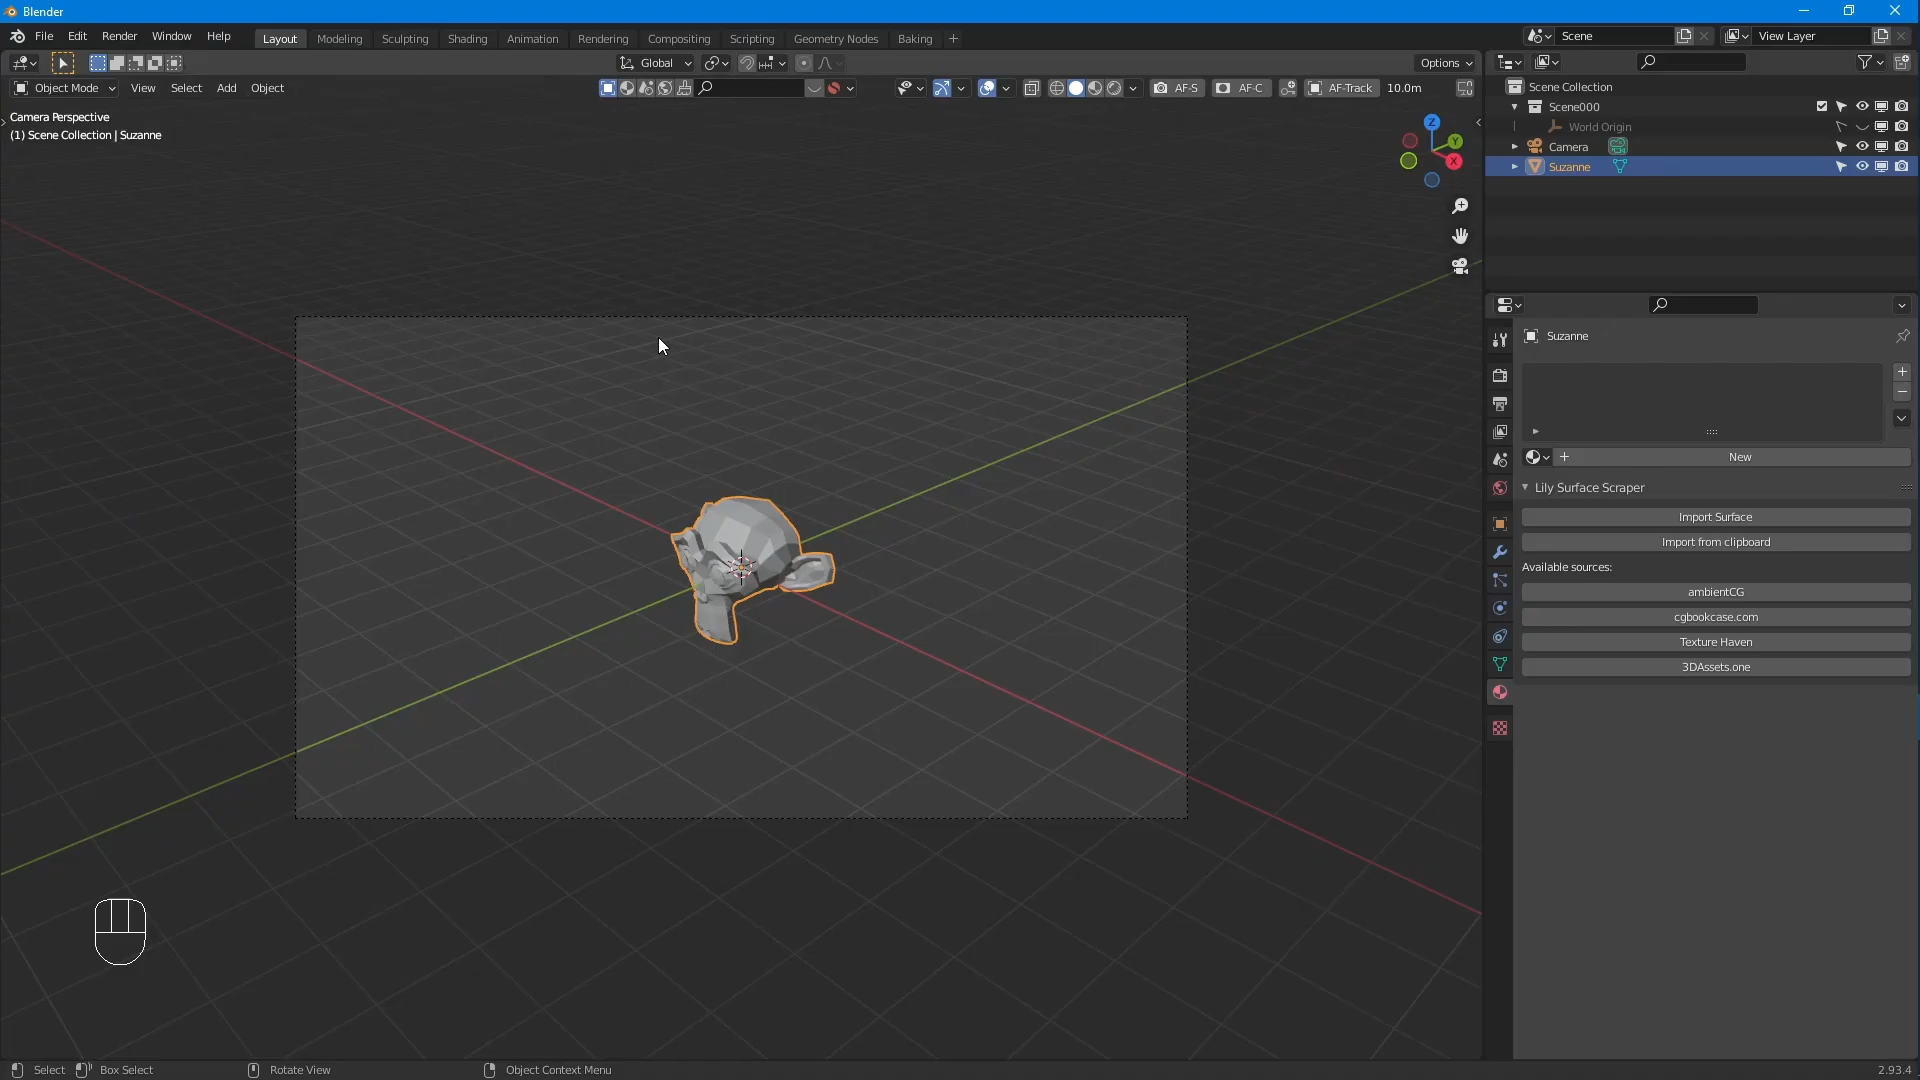 Blender
File Edit Render Window Help
Layout Modeling Sculpting Shading Animation Rendering Compositing Scripting Geometry Nodes Baking +
Scene
View Layer
Global
Options
Object Mode View Select Add Object
AF-S AF-C AF-Track 10.0m
Camera Perspective
(1) Scene Collection | Suzanne
Z
Y
X
Scene Collection
Scene000
World Origin
Camera
Suzanne
Suzanne
New
Lily Surface Scraper
Import Surface
Import from clipboard
Available sources:
ambientCG
cgbookcase.com
Texture Haven
3DAssets.one
Select Box Select Rotate View Object Context Menu 2.93.4